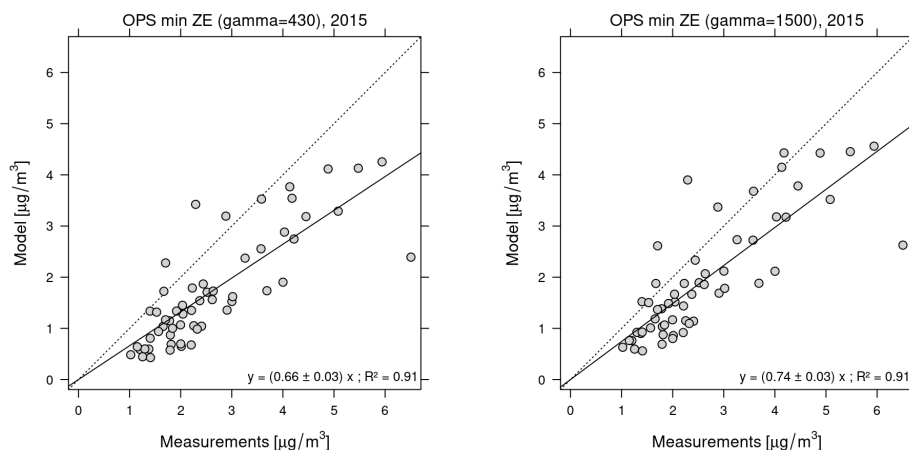 OPS min ZE (gamma=430), 2015
6
5
4
3
2
1
0
Model [μg/m³]
y = (0.66 ± 0.03) x ; R² = 0.91
0 1 2 3 4 5 6
Measurements [μg/m³]
OPS min ZE (gamma=1500), 2015
6
5
4
3
2
1
0
Model [μg/m³]
y = (0.74 ± 0.03) x ; R² = 0.91
0 1 2 3 4 5 6
Measurements [μg/m³]